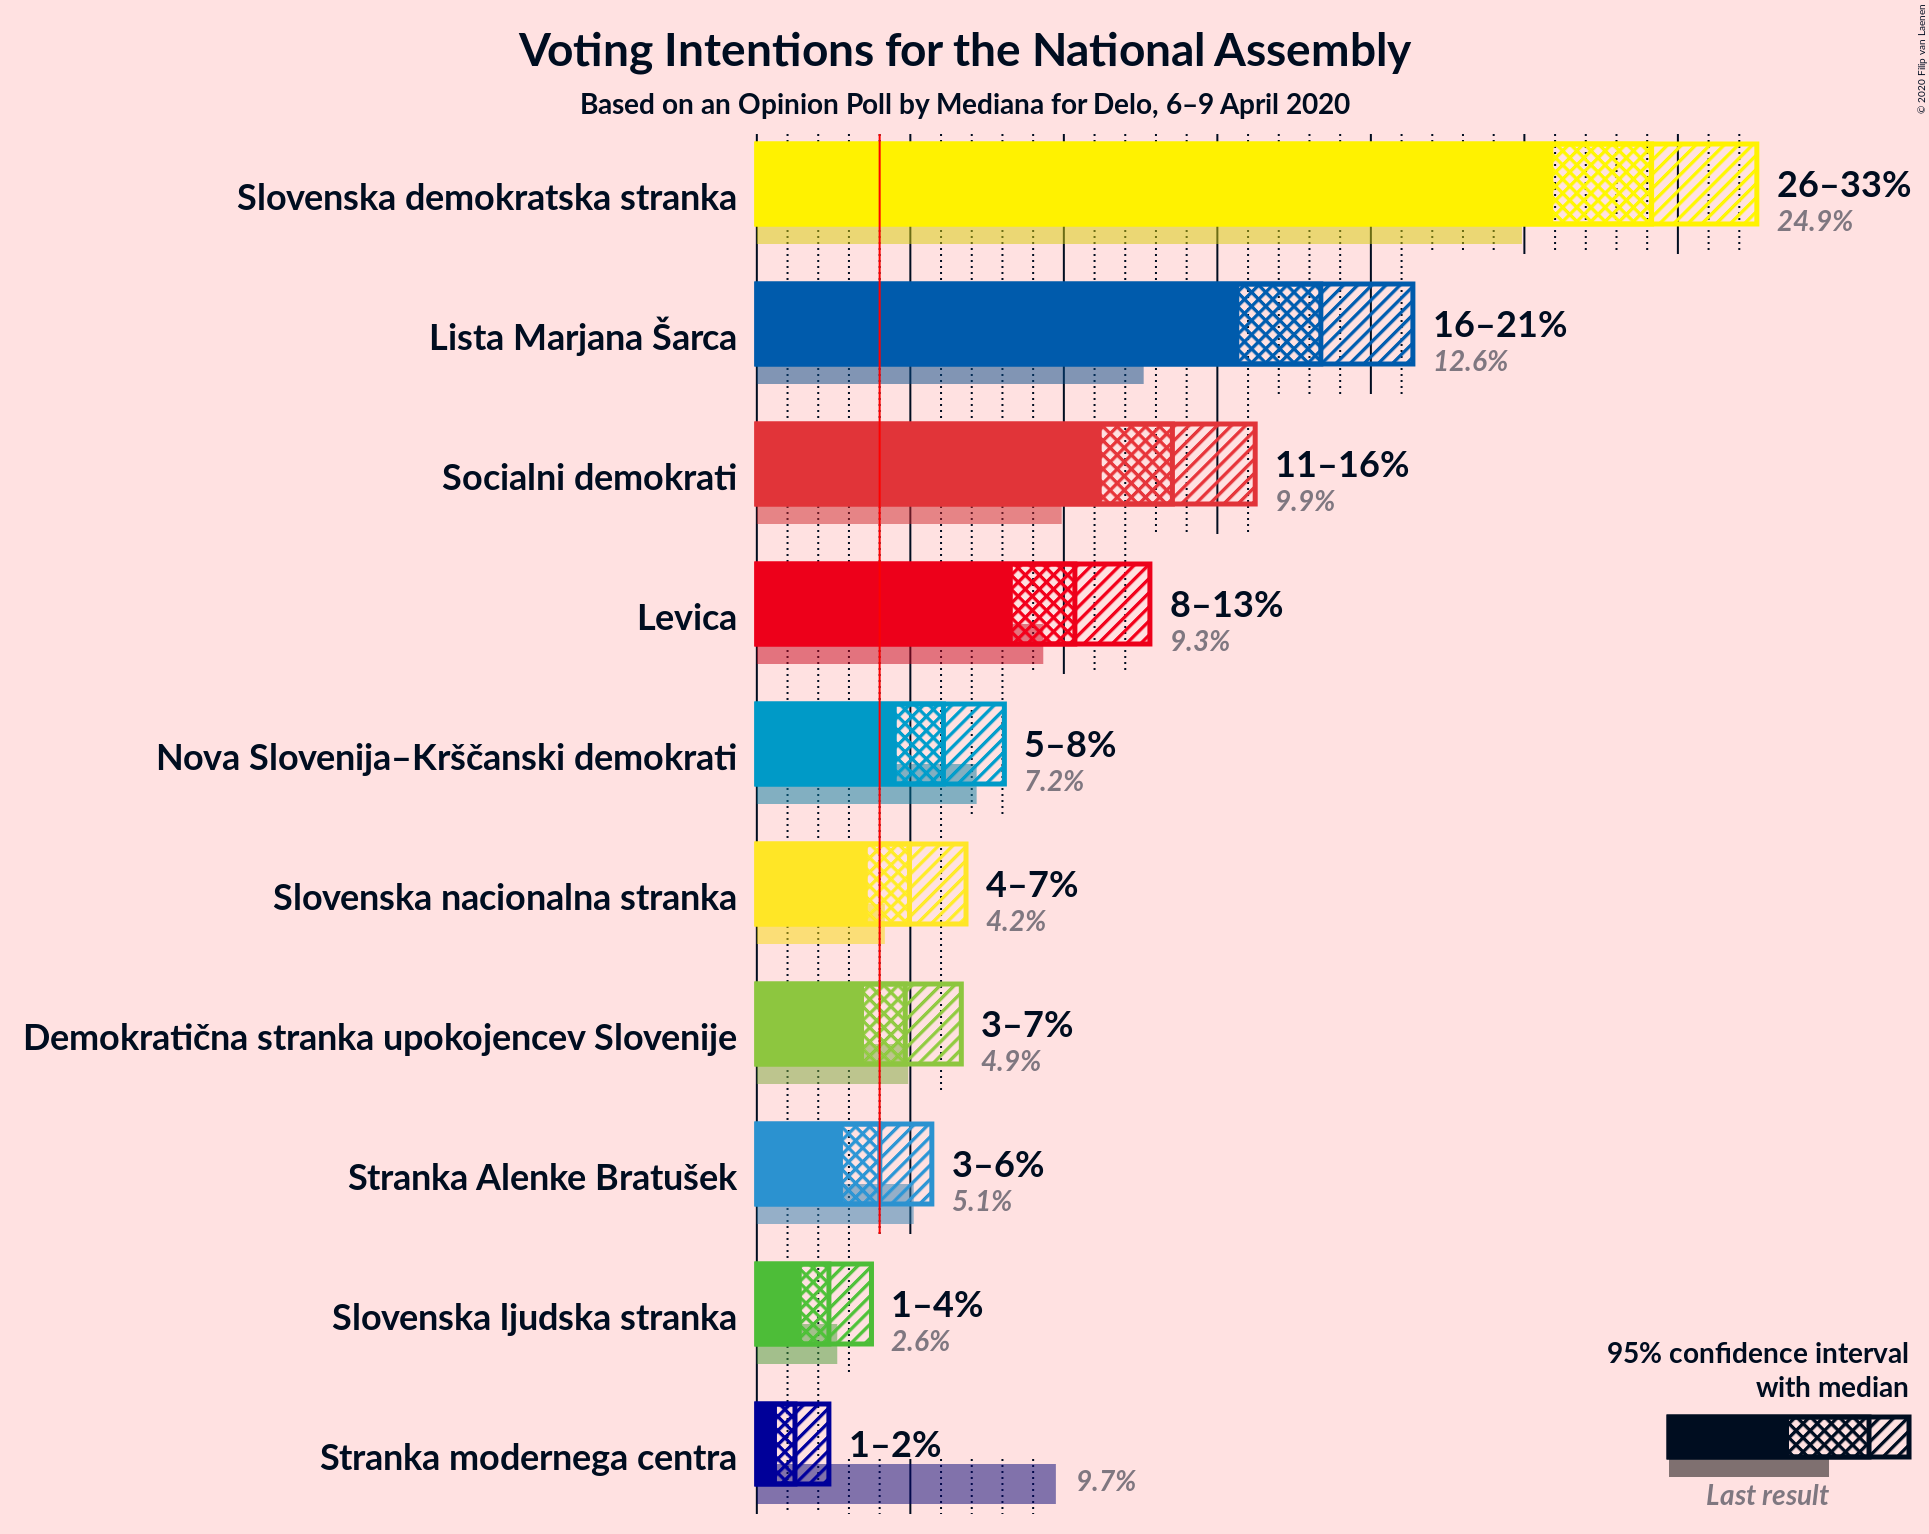 Voting Intentions for the National Assembly
Based on an Opinion Poll by Mediana for Delo, 6–9 April 2020
© 2020 Filip van Laenen
Slovenska demokratska stranka
26–33%
24.9%
Lista Marjana Šarca
16–21%
12.6%
Socialni demokrati
11–16%
9.9%
Levica
8–13%
9.3%
Nova Slovenija–Krščanski demokrati
5–8%
7.2%
Slovenska nacionalna stranka
4–7%
4.2%
Demokratična stranka upokojencev Slovenije
3–7%
4.9%
Stranka Alenke Bratušek
3–6%
5.1%
Slovenska ljudska stranka
1–4%
2.6%
Stranka modernega centra
1–2%
9.7%
95% confidence interval
with median
Last result